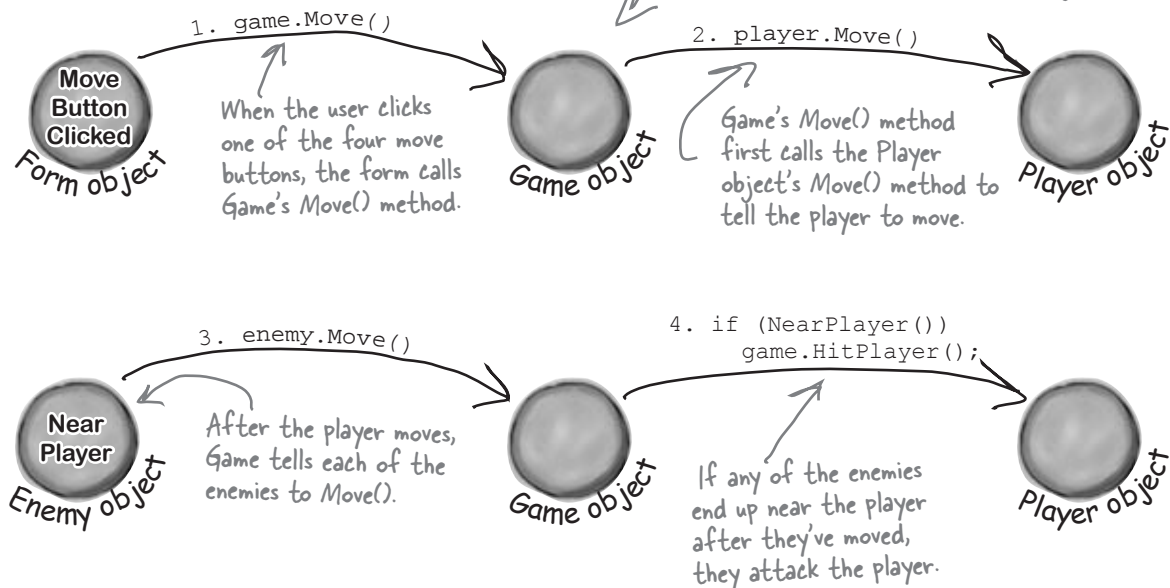 1. game.Move()
Move
Button
Clicked
Form object
When the user clicks
one of the four move
buttons, the form calls
Game's Move() method.
Game object
2. player.Move()
Game's Move() method
first calls the Player
object's Move() method to
tell the player to move.
Player object
3. enemy.Move()
Near
Player
Enemy object
After the player moves,
Game tells each of the
enemies to Move().
Game object
4. if (NearPlayer())
game.HitPlayer();
If any of the enemies
end up near the player
after they've moved,
they attack the player.
Player object